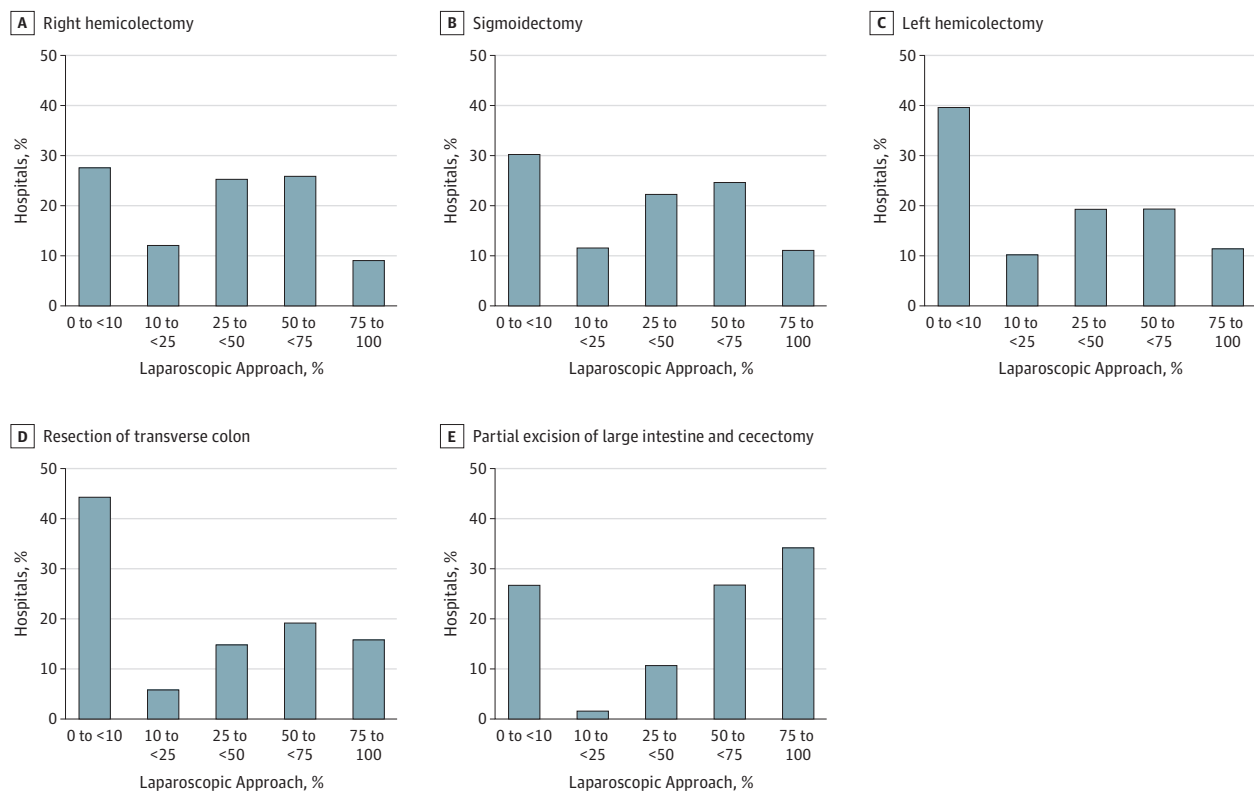 A Right hemicolectomy
50
40
30
20
10
0
Hospitals, %
0 to <10
10 to
<25
25 to
<50
50 to
<75
75 to
100
Laparoscopic Approach, %
B Sigmoidectomy
50
40
30
20
10
0
Hospitals, %
0 to <10
10 to
<25
25 to
<50
50 to
<75
75 to
100
Laparoscopic Approach, %
C Left hemicolectomy
50
40
30
20
10
0
Hospitals, %
0 to <10
10 to
<25
25 to
<50
50 to
<75
75 to
100
Laparoscopic Approach, %
D Resection of transverse colon
50
40
30
20
10
0
Hospitals, %
0 to <10
10 to
<25
25 to
<50
50 to
<75
75 to
100
Laparoscopic Approach, %
E Partial excision of large intestine and cecectomy
50
40
30
20
10
0
Hospitals, %
0 to <10
10 to
<25
25 to
<50
50 to
<75
75 to
100
Laparoscopic Approach, %